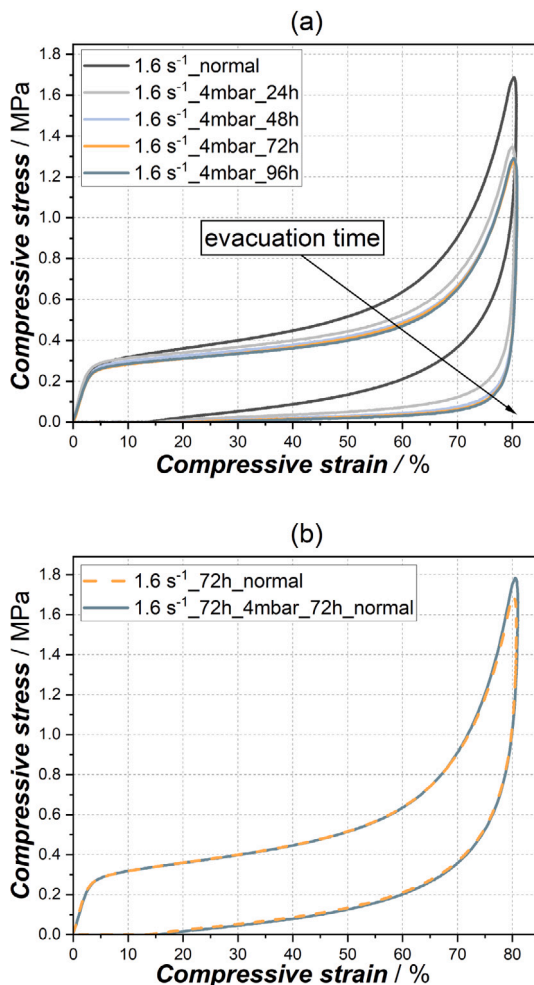 (a)
1.8
1.6
1.4
1.2
1.0
0.8
0.6
0.4
0.2
0.0
Compressive stress / MPa
1.6 s⁻¹_normal
1.6 s⁻¹_4mbar_24h
1.6 s⁻¹_4mbar_48h
1.6 s⁻¹_4mbar_72h
1.6 s⁻¹_4mbar_96h
evacuation time
0 10 20 30 40 50 60 70 80
Compressive strain / %
(b)
1.8
1.6
1.4
1.2
1.0
0.8
0.6
0.4
0.2
0.0
Compressive stress / MPa
1.6 s⁻¹_72h_normal
1.6 s⁻¹_72h_4mbar_72h_normal
0 10 20 30 40 50 60 70 80
Compressive strain / %